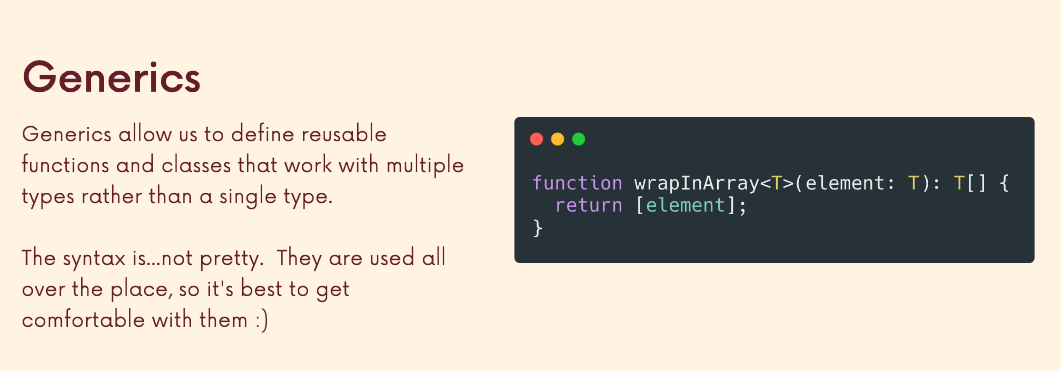 Generics
Generics allow us to define reusable
functions and classes that work with multiple
types rather than a single type.
The syntax is...not pretty.  They are used all
over the place, so it's best to get
comfortable with them :)
function wrapInArray<T>(element: T): T[] {
  return [element];
}